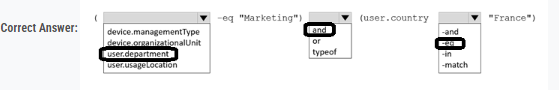 ( -eq "Marketing") and (user.country "France")
Correct Answer:
device.managementType
device.organizationalUnit
user.department
user.usageLocation
or
typeof
-and
-eq
-in
-match